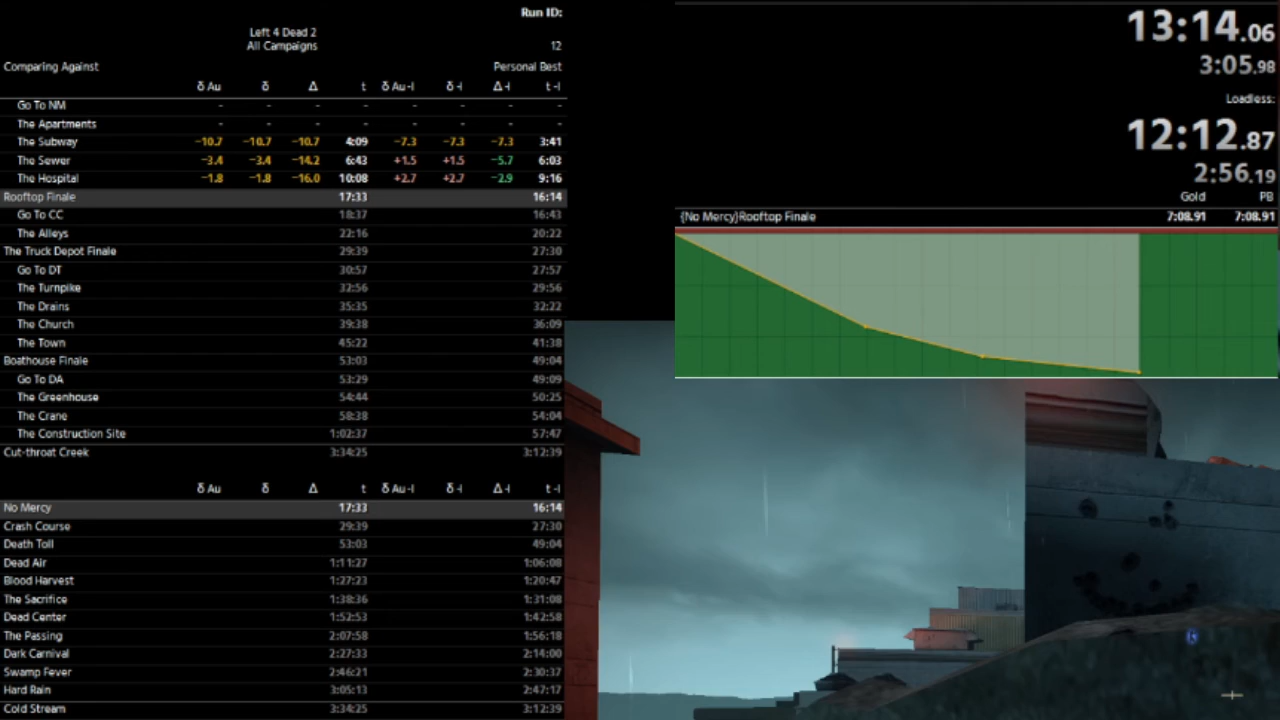 Run ID:
Left 4 Dead 2
All Campaigns
12
Comparing Against Personal Best
δ Au δ Δ t δ Au-l δ -l Δ -l t -l
Go To NM - - - - - - - -
The Apartments - - - - - - - -
The Subway −10.7 −10.7 −10.7 4:09 −7.3 −7.3 −7.3 3:41
The Sewer −3.4 −3.4 −14.2 6:43 +1.5 +1.5 −5.7 6:03
The Hospital −1.8 −1.8 −16.0 10:08 +2.7 +2.7 −2.9 9:16
Rooftop Finale 17:33 16:14
Go To CC 18:37 16:43
The Alleys 22:16 20:22
The Truck Depot Finale 29:39 27:30
Go To DT 30:57 27:57
The Turnpike 32:56 29:56
The Drains 35:35 32:22
The Church 39:38 36:09
The Town 45:22 41:38
Boathouse Finale 53:03 49:04
Go To DA 53:29 49:09
The Greenhouse 54:44 50:25
The Crane 58:38 54:04
The Construction Site 1:02:37 57:47
Cut-throat Creek 3:34:25 3:12:39
δ Au δ Δ t δ Au-l δ -l Δ -l t -l
No Mercy 17:33 16:14
Crash Course 29:39 27:30
Death Toll 53:03 49:04
Dead Air 1:11:27 1:06:08
Blood Harvest 1:27:23 1:20:47
The Sacrifice 1:38:36 1:31:08
Dead Center 1:52:53 1:42:58
The Passing 2:07:58 1:56:18
Dark Carnival 2:27:33 2:14:00
Swamp Fever 2:46:21 2:30:37
Hard Rain 3:05:13 2:47:17
Cold Stream 3:34:25 3:12:39
13:14.06
3:05.98
Loadless:
12:12.87
2:56.19
Gold PB
{No Mercy}Rooftop Finale 7:08.91 7:08.91